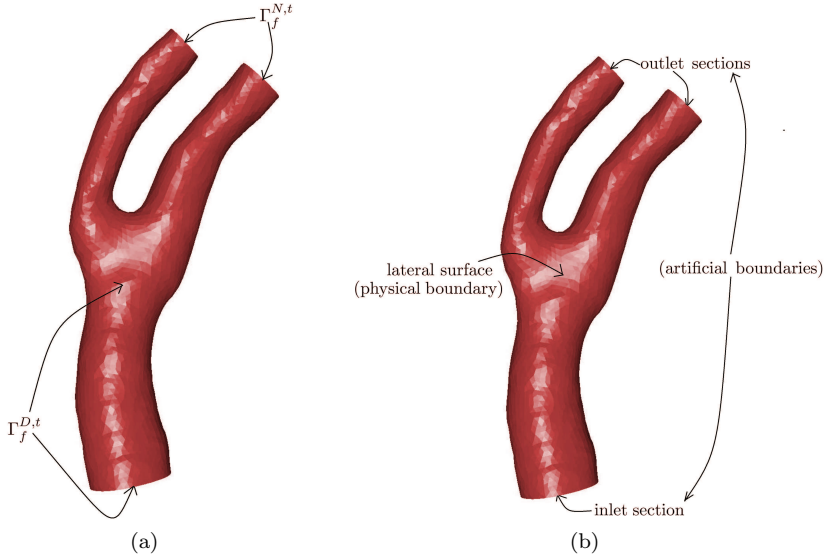 Γ_f^{N,t}
outlet sections
lateral surface
(physical boundary)
(artificial boundaries)
Γ_f^{D,t}
inlet section
(a)
(b)